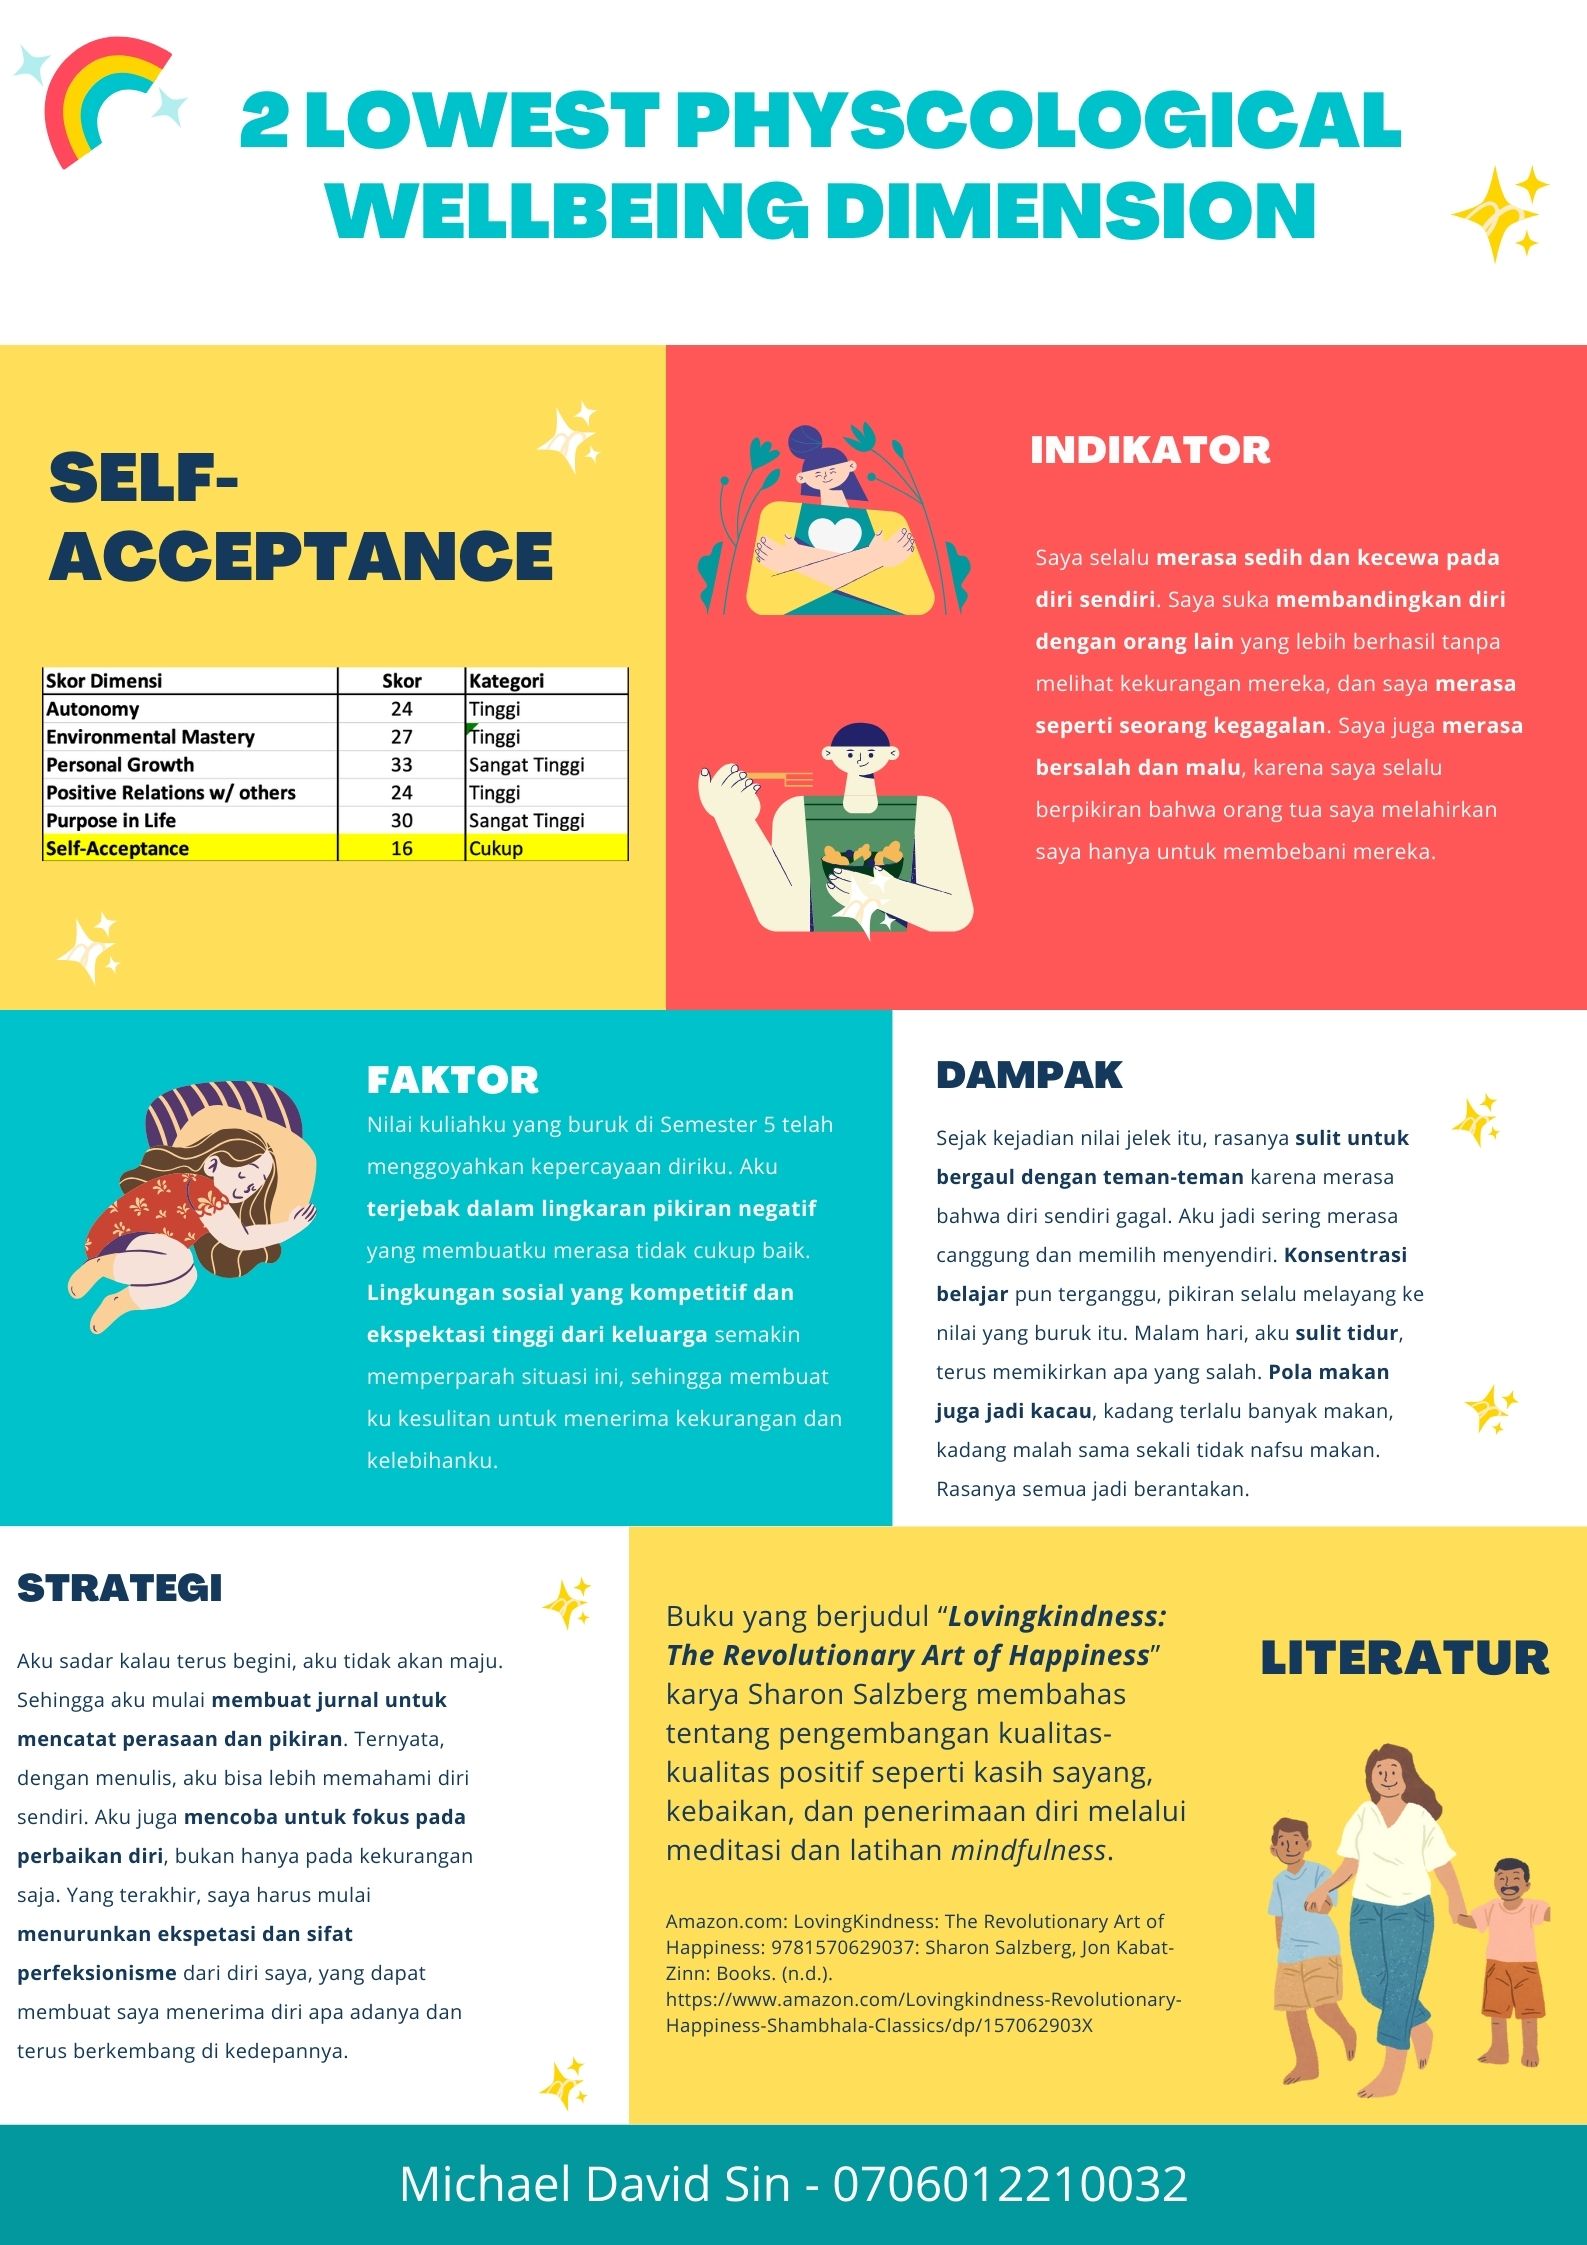 2 LOWEST PHYSCOLOGICAL
WELLBEING DIMENSION
SELF-
ACCEPTANCE
Skor Dimensi Skor Kategori
Autonomy 24 Tinggi
Environmental Mastery 27 Tinggi
Personal Growth 33 Sangat Tinggi
Positive Relations w/ others 24 Tinggi
Purpose in Life 30 Sangat Tinggi
Self-Acceptance 16 Cukup
INDIKATOR
Saya selalu merasa sedih dan kecewa pada
diri sendiri. Saya suka membandingkan diri
dengan orang lain yang lebih berhasil tanpa
melihat kekurangan mereka, dan saya merasa
seperti seorang kegagalan. Saya juga merasa
bersalah dan malu, karena saya selalu
berpikiran bahwa orang tua saya melahirkan
saya hanya untuk membebani mereka.
FAKTOR
Nilai kuliahku yang buruk di Semester 5 telah
menggoyahkan kepercayaan diriku. Aku
terjebak dalam lingkaran pikiran negatif
yang membuatku merasa tidak cukup baik.
Lingkungan sosial yang kompetitif dan
ekspektasi tinggi dari keluarga semakin
memperparah situasi ini, sehingga membuat
ku kesulitan untuk menerima kekurangan dan
kelebihanku.
DAMPAK
Sejak kejadian nilai jelek itu, rasanya sulit untuk
bergaul dengan teman-teman karena merasa
bahwa diri sendiri gagal. Aku jadi sering merasa
canggung dan memilih menyendiri. Konsentrasi
belajar pun terganggu, pikiran selalu melayang ke
nilai yang buruk itu. Malam hari, aku sulit tidur,
terus memikirkan apa yang salah. Pola makan
juga jadi kacau, kadang terlalu banyak makan,
kadang malah sama sekali tidak nafsu makan.
Rasanya semua jadi berantakan.
STRATEGI
Aku sadar kalau terus begini, aku tidak akan maju.
Sehingga aku mulai membuat jurnal untuk
mencatat perasaan dan pikiran. Ternyata,
dengan menulis, aku bisa lebih memahami diri
sendiri. Aku juga mencoba untuk fokus pada
perbaikan diri, bukan hanya pada kekurangan
saja. Yang terakhir, saya harus mulai
menurunkan ekspetasi dan sifat
perfeksionisme dari diri saya, yang dapat
membuat saya menerima diri apa adanya dan
terus berkembang di kedepannya.
LITERATUR
Buku yang berjudul “Lovingkindness:
The Revolutionary Art of Happiness”
karya Sharon Salzberg membahas
tentang pengembangan kualitas-
kualitas positif seperti kasih sayang,
kebaikan, dan penerimaan diri melalui
meditasi dan latihan mindfulness.
Amazon.com: LovingKindness: The Revolutionary Art of
Happiness: 9781570629037: Sharon Salzberg, Jon Kabat-
Zinn: Books. (n.d.).
https://www.amazon.com/Lovingkindness-Revolutionary-
Happiness-Shambhala-Classics/dp/157062903X
Michael David Sin - 0706012210032